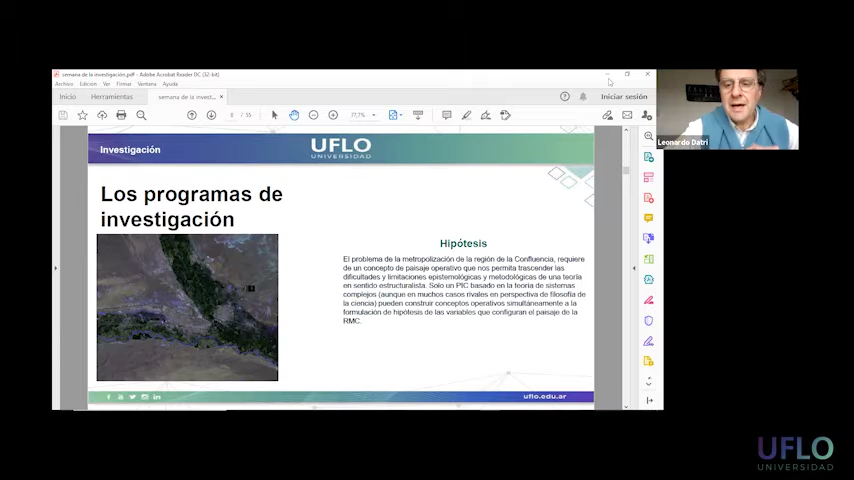 semana de la investigación.pdf - Adobe Acrobat Reader DC (32-bit)
Archivo Edición Ver Firmar Ventana Ayuda
Inicio Herramientas semana de la invest... × Iniciar sesión
8 / 55 77,7%
Leonardo Datri
Investigación
UFLO
UNIVERSIDAD
Los programas de
investigación
Hipótesis
El problema de la metropolización de la región de la Confluencia, requiere
de un concepto de paisaje operativo que nos permita trascender las
dificultades y limitaciones epistemológicas y metodológicas de una teoría
en sentido estructuralista. Solo un PIC basado en la teoría de sistemas
complejos (aunque en muchos casos rivales en perspectiva de filosofía de
la ciencia) pueden construir conceptos operativos simultáneamente a la
formulación de hipótesis de las variables que configuran el paisaje de la
RMC.
uflo.edu.ar
UFLO
UNIVERSIDAD